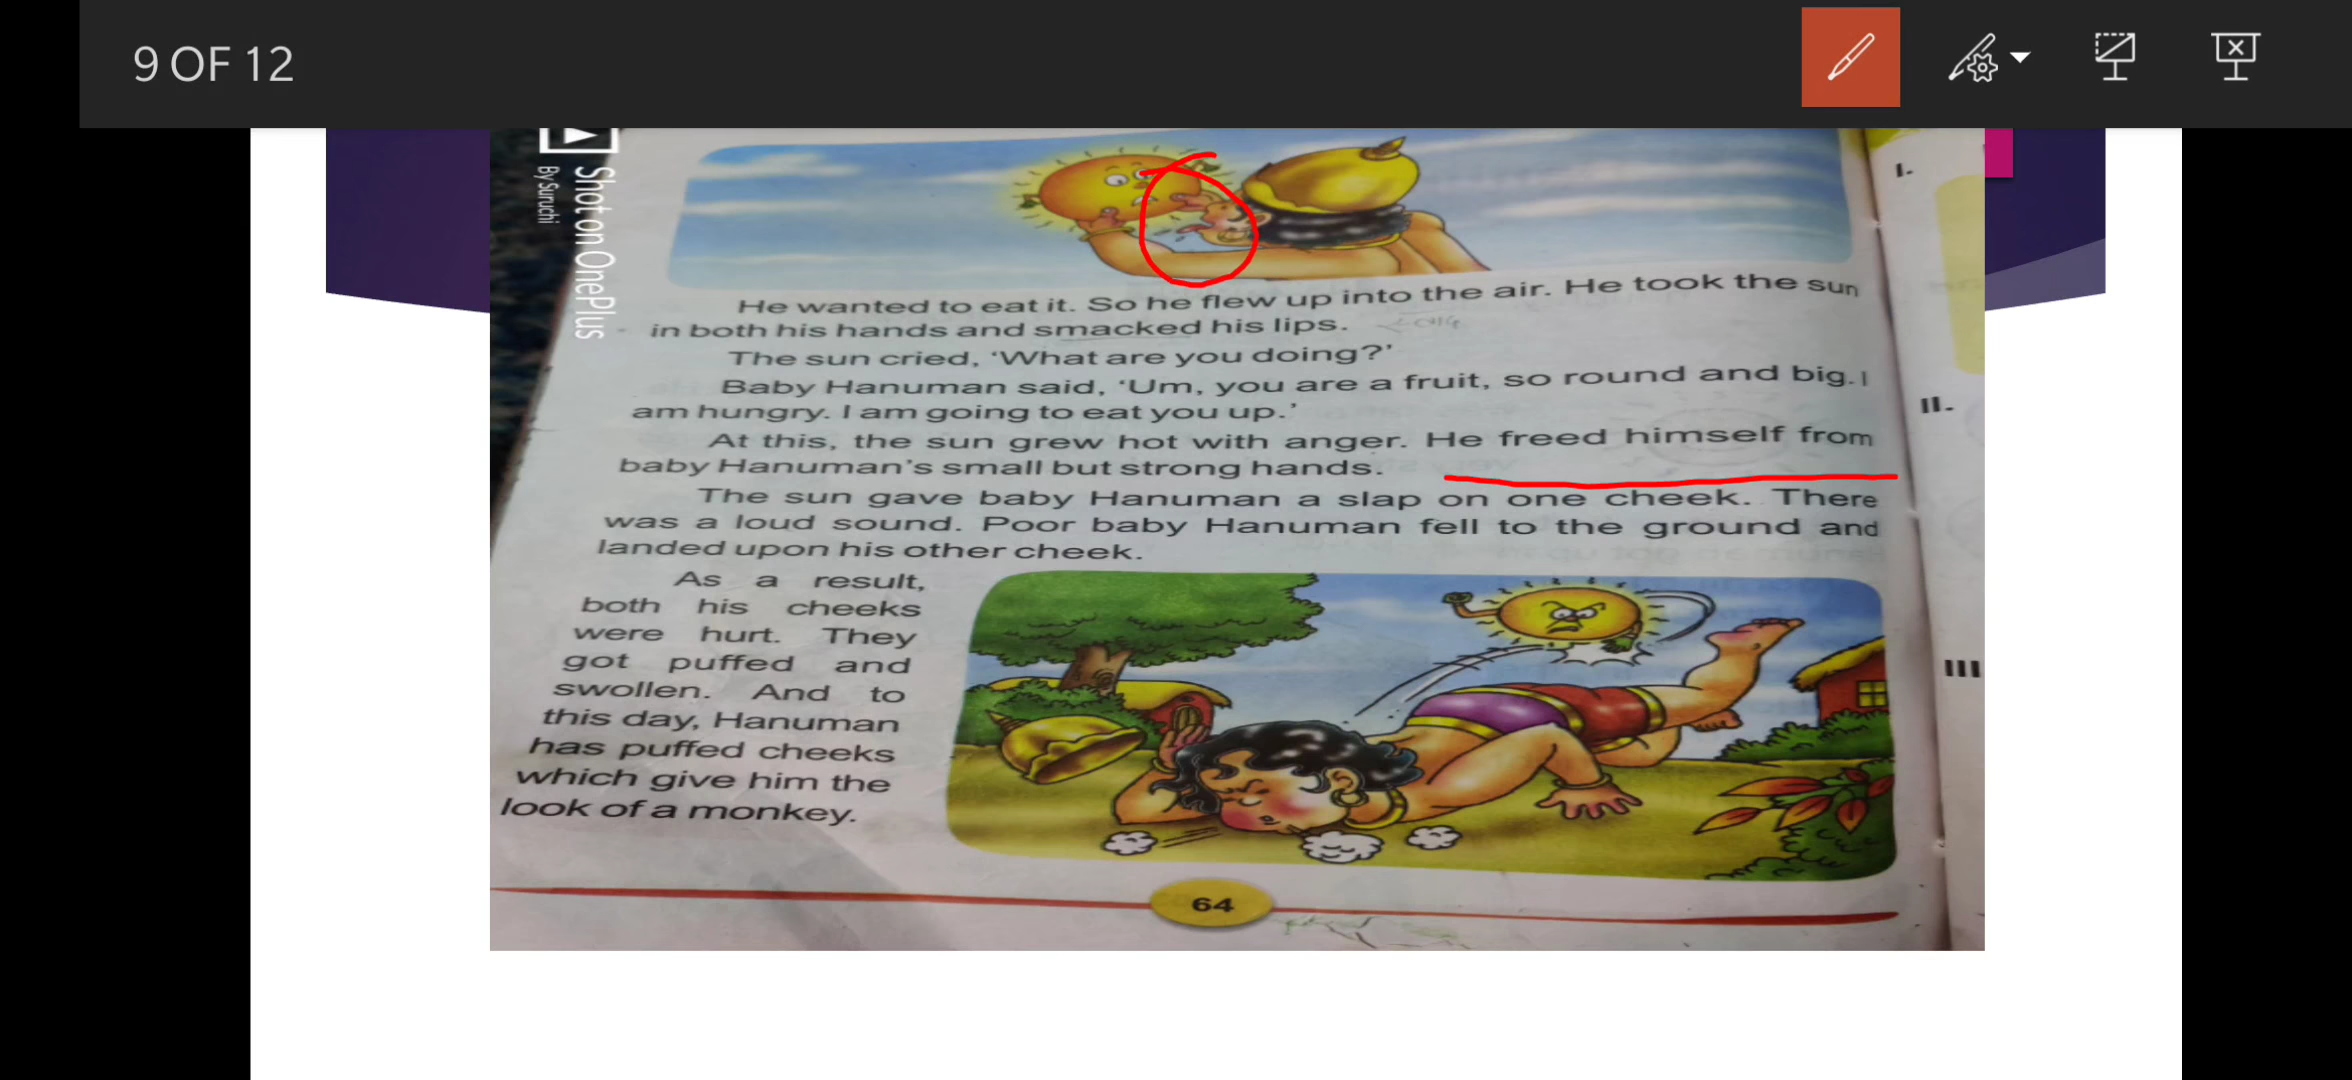 9 OF 12
Shot on OnePlus
By Suruchi
He wanted to eat it. So he flew up into the air. He took the sun
in both his hands and smacked his lips.
The sun cried, ‘What are you doing?’
Baby Hanuman said, ‘Um, you are a fruit, so round and big. I
am hungry. I am going to eat you up.’
At this, the sun grew hot with anger. He freed himself from
baby Hanuman’s small but strong hands.
The sun gave baby Hanuman a slap on one cheek. There
was a loud sound. Poor baby Hanuman fell to the ground and
landed upon his other cheek.
As a result,
both his cheeks
were hurt. They
got puffed and
swollen. And to
this day, Hanuman
has puffed cheeks
which give him the
look of a monkey.
64
I.
II.
III